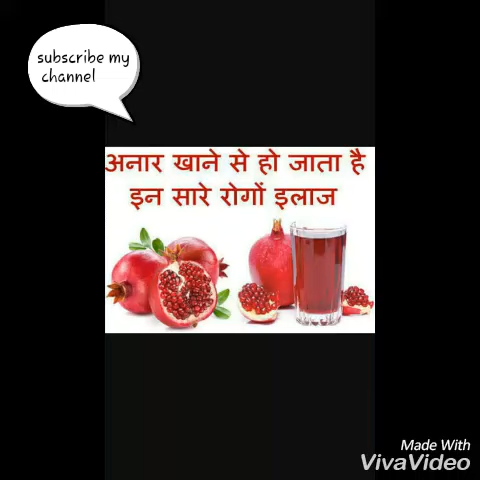 subscribe my
channel
अनार खाने से हो जाता है
इन सारे रोगों इलाज
Made With
VivaVideo